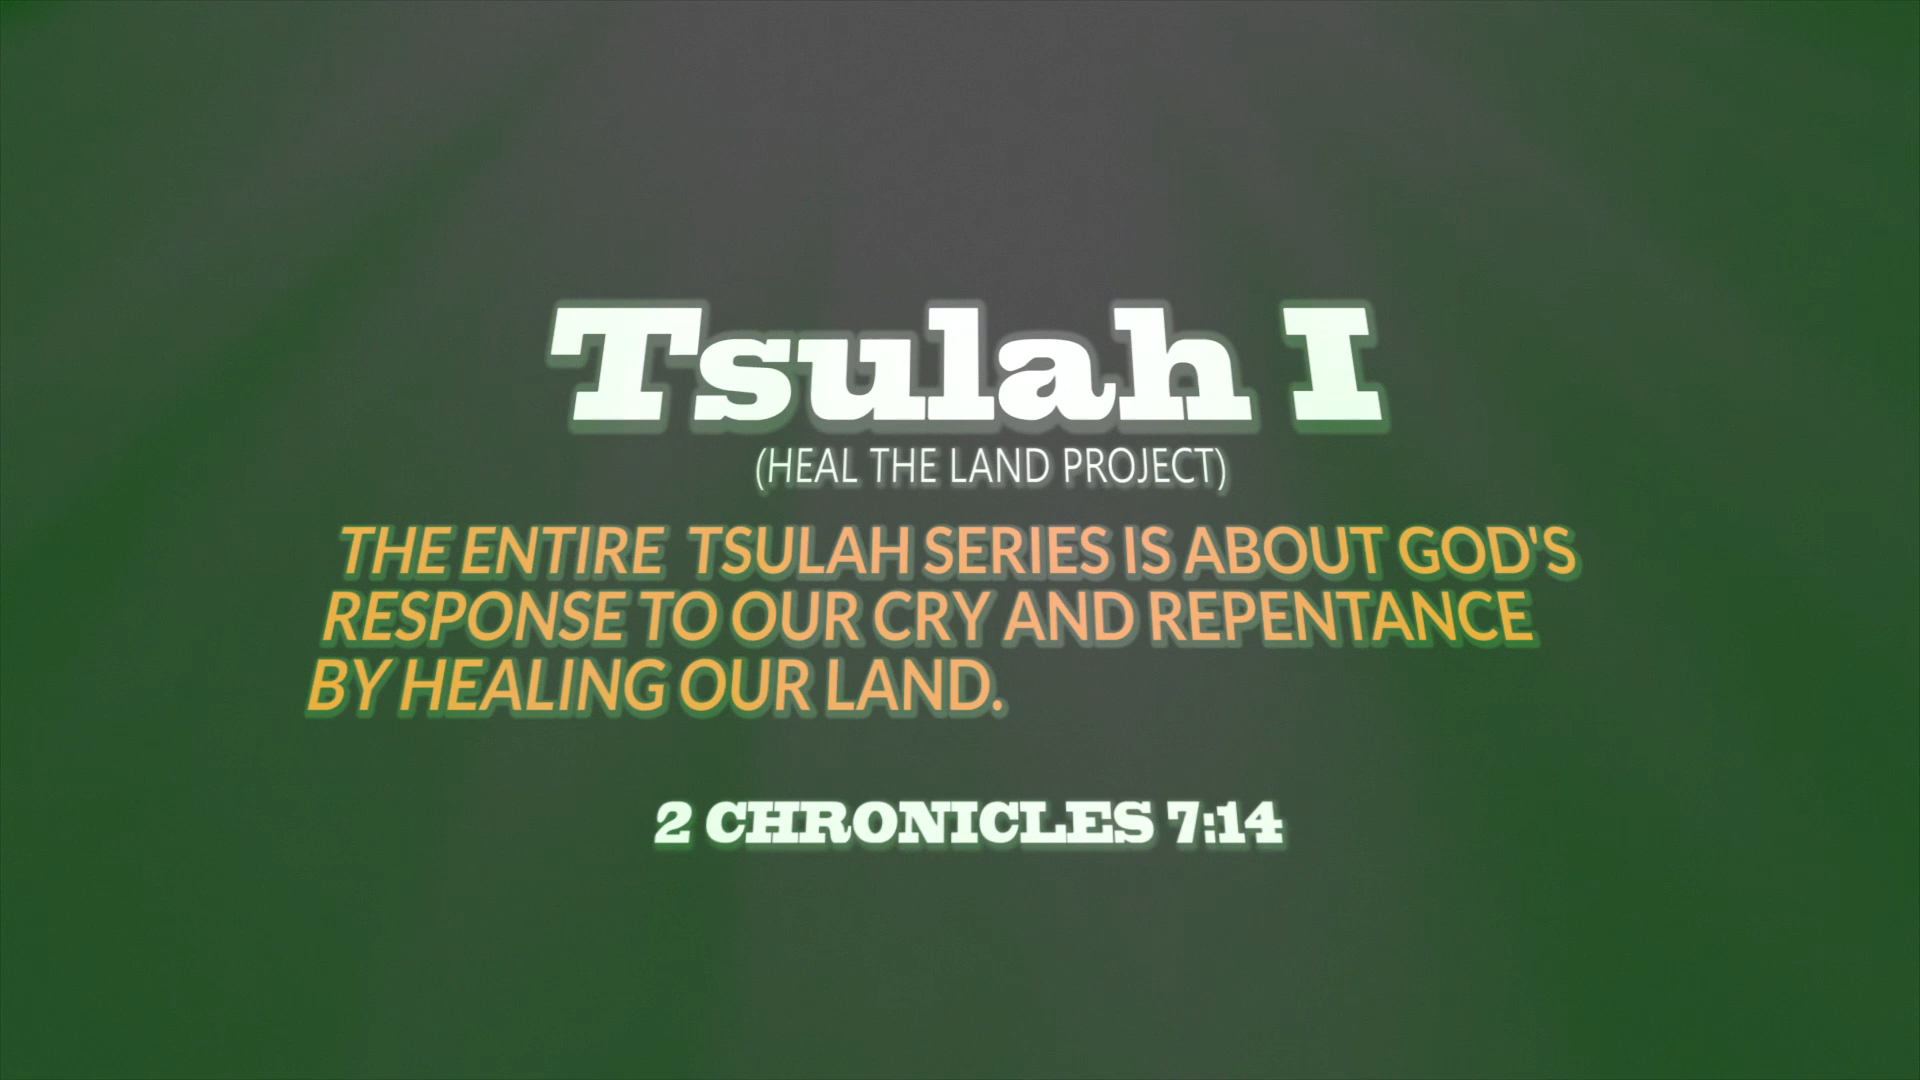 Tsulah I
(HEAL THE LAND PROJECT)
THE ENTIRE TSULAH SERIES IS ABOUT GOD'S
RESPONSE TO OUR CRY AND REPENTANCE
BY HEALING OUR LAND.
2 CHRONICLES 7:14